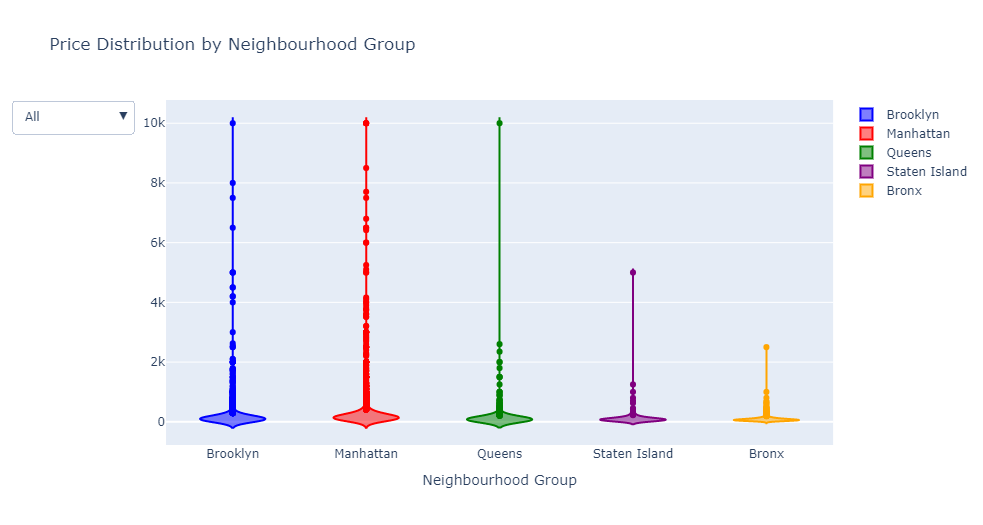 Price Distribution by Neighbourhood Group
All
10k
8k
6k
4k
2k
0
Brooklyn
Manhattan
Queens
Staten Island
Bronx
Neighbourhood Group
Brooklyn
Manhattan
Queens
Staten Island
Bronx